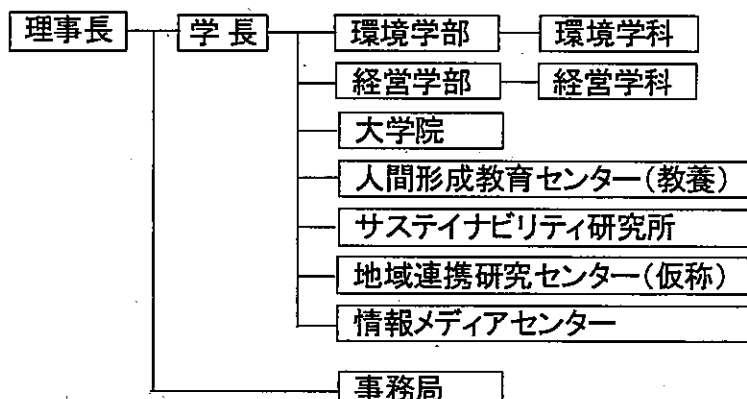 理事長 学長 環境学部 環境学科
経営学部 経営学科
大学院
人間形成教育センター(教養)
サステイナビリティ研究所
地域連携研究センター(仮称)
情報メディアセンター
事務局